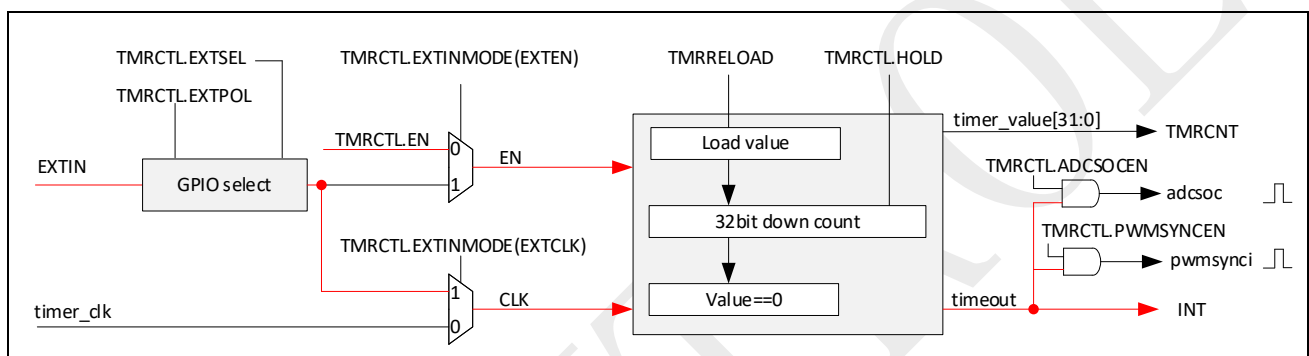 TMRCTL.EXTSEL
TMRCTL.EXTPOL
TMRCTL.EXTINMODE(EXTEN)
TMRRELOAD
TMRCTL.HOLD
timer_value[31:0]
TMRCNT
Load value
TMRCTL.EN
0
EN
1
EXTIN
GPIO select
TMRCTL.ADCSOCEN
adcsoc
32bit down count
TMRCTL.EXTINMODE(EXTCLK)
TMRCTL.PWMSYNCEN
pwmsynci
1
CLK
0
timer_clk
Value==0
timeout
INT